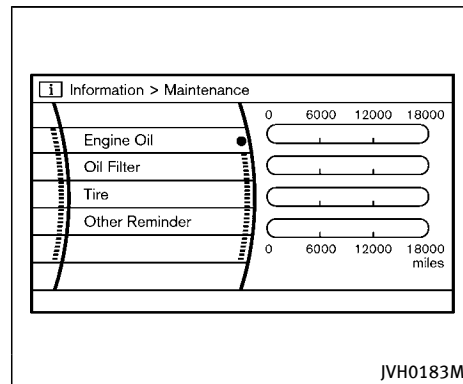 i Information > Maintenance
0 6000 12000 18000
Engine Oil
Oil Filter
Tire
Other Reminder
0 6000 12000 18000
miles
JVH0183M